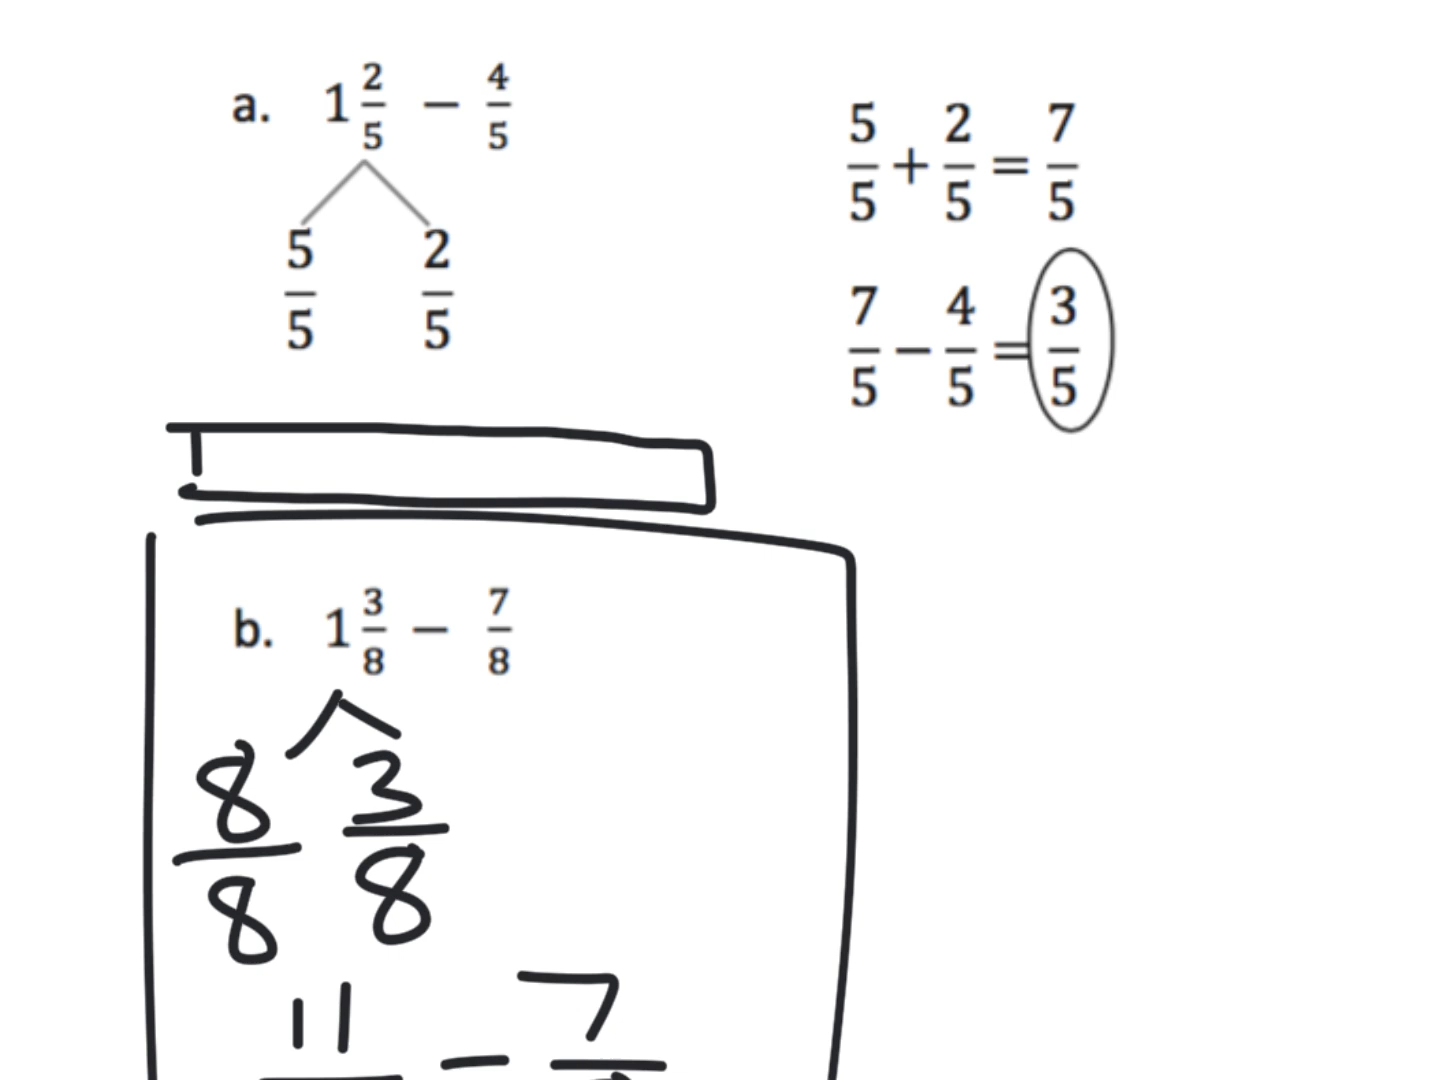 a. 1 2/5 − 4/5
5/5 2/5
5/5 + 2/5 = 7/5
7/5 − 4/5 = 3/5
b. 1 3/8 − 7/8
8/8 3/8
11 − 7